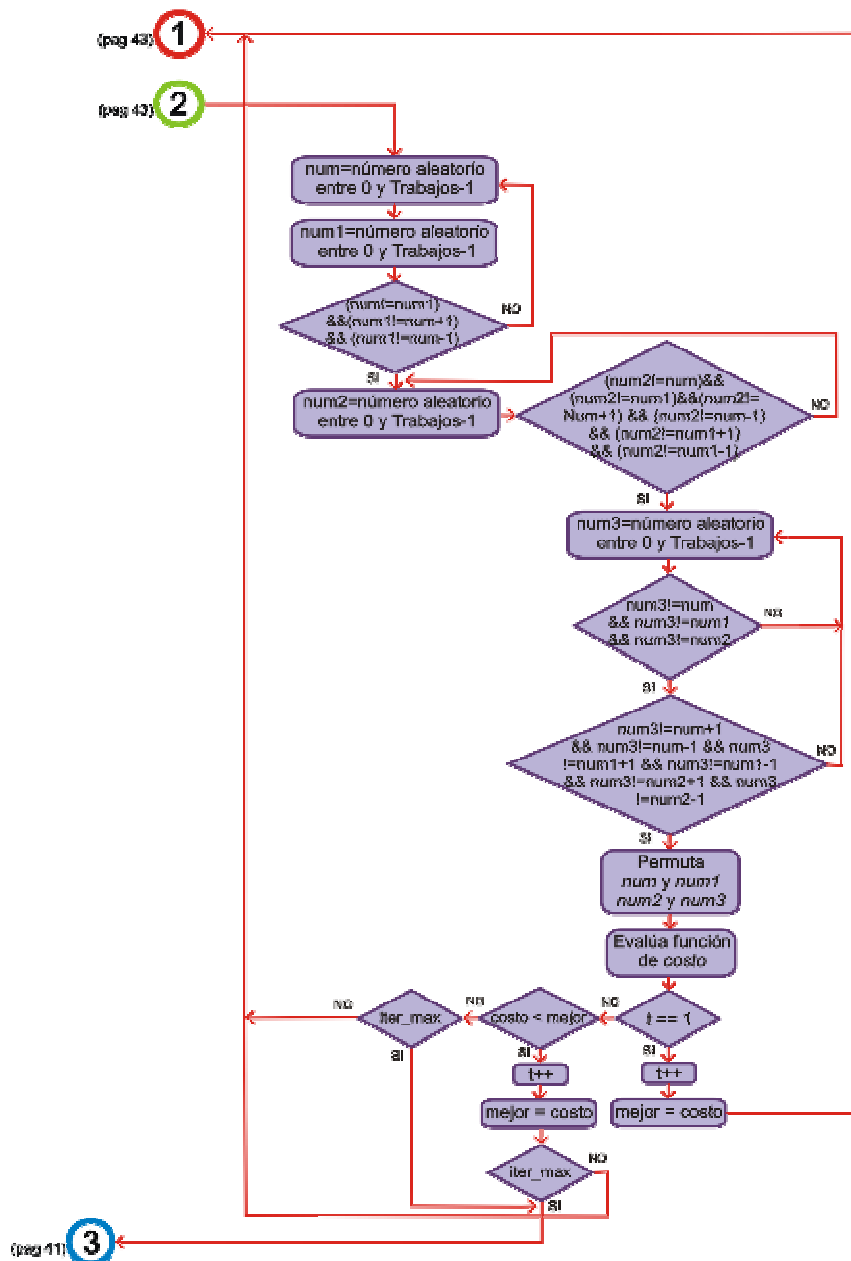 (pag 43) 1
(pag 43) 2
num=número aleatorio
entre 0 y Trabajos-1
num1=número aleatorio
entre 0 y Trabajos-1
(num!=num1)
&&(num1!=num+1)
&& (num1!=num-1)
NO
SI
num2=número aleatorio
entre 0 y Trabajos-1
(num2!=num)&&
(num2!=num1)&&(num2!=
Num+1) && (num2!=num-1)
&& (num2!=num1+1)
&& (num2!=num1-1)
NO
SI
num3=número aleatorio
entre 0 y Trabajos-1
num3!=num
&& num3!=num1
&& num3!=num2
NO
SI
num3!=num+1
&& num3!=num-1 && num3
!=num1+1 && num3!=num1-1
&& num3!=num2+1 && num3
!=num2-1
NO
SI
Permuta
num y num1
num2 y num3
Evalúa función
de costo
t == 1
NO
SI
costo < mejor
NO
SI
iter_max
NO
SI
t++
t++
mejor = costo
mejor = costo
iter_max
NO
SI
(pag 41) 3